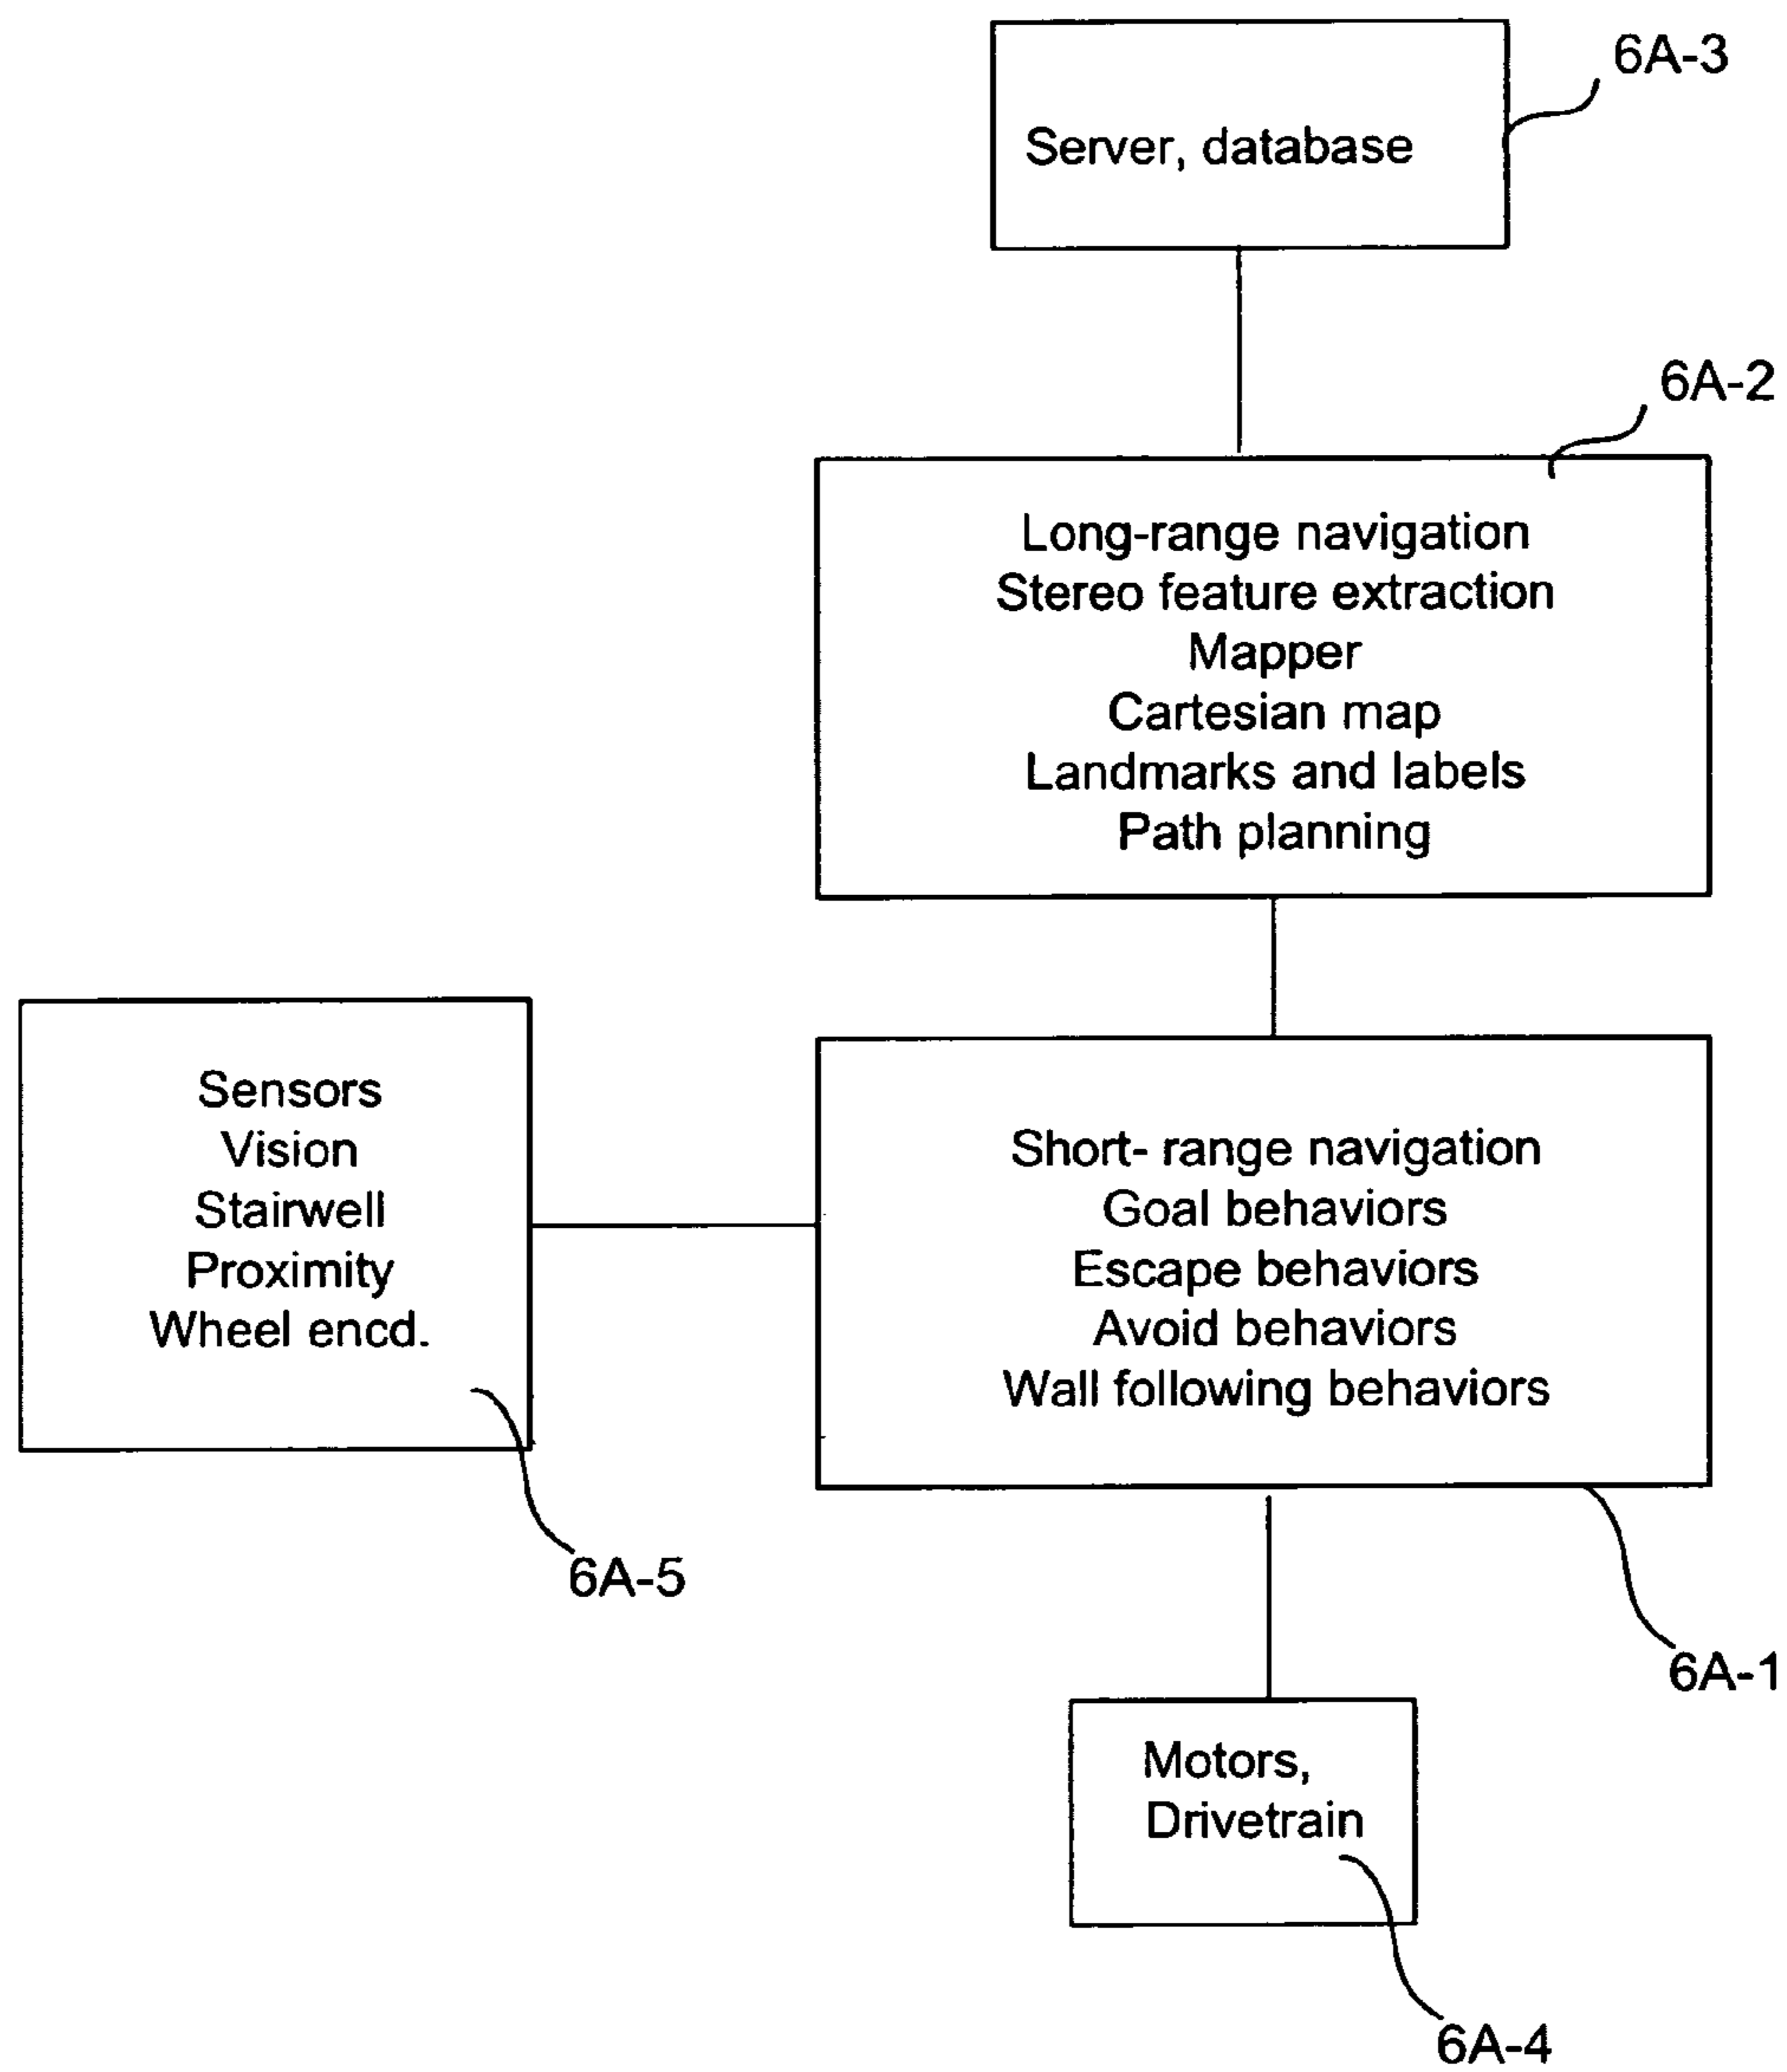 6A-3
Server, database
6A-2
Long-range navigation
Stereo feature extraction
Mapper
Cartesian map
Landmarks and labels
Path planning
Sensors
Vision
Stairwell
Proximity
Wheel encd.
6A-5
Short- range navigation
Goal behaviors
Escape behaviors
Avoid behaviors
Wall following behaviors
6A-1
Motors,
Drivetrain
6A-4